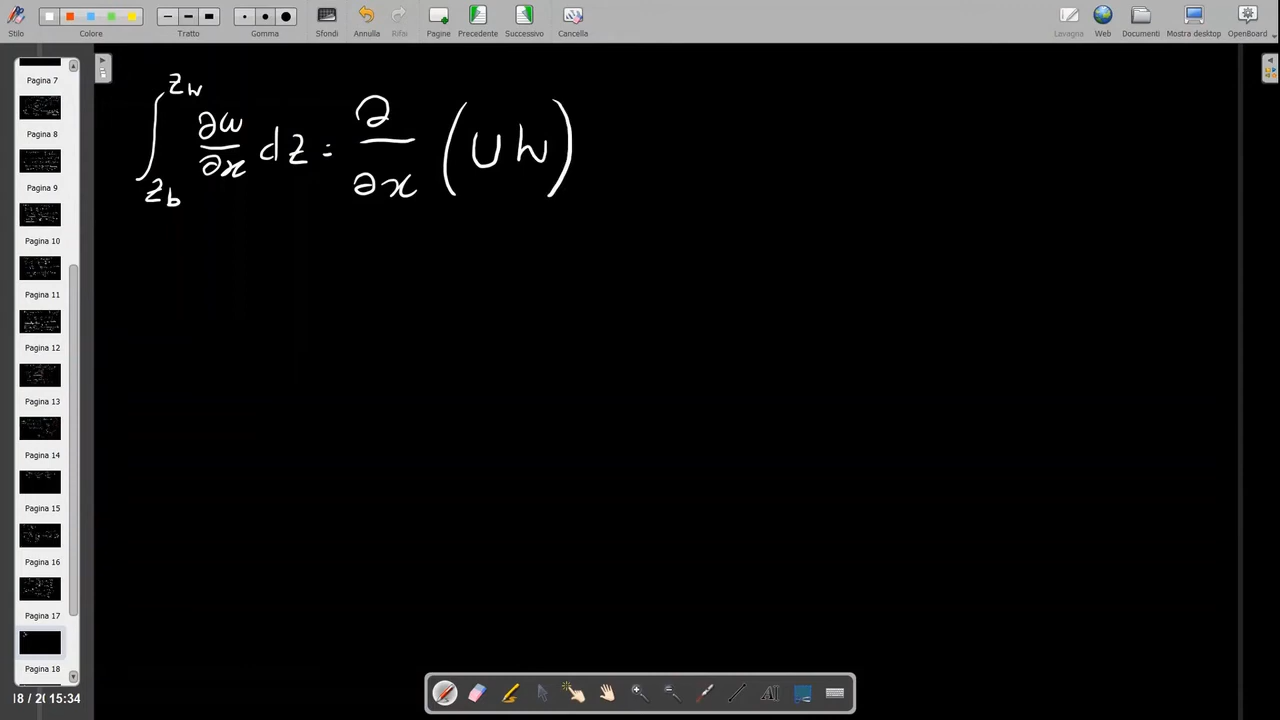 Stilo
Colore
Tratto
Gomma
Sfondi
Annulla
Rifai
Pagine
Precedente
Successivo
Cancella
Lavagna
Web
Documenti
Mostra desktop
OpenBoard
Pagina 7
Pagina 8
Pagina 9
Pagina 10
Pagina 11
Pagina 12
Pagina 13
Pagina 14
Pagina 15
Pagina 16
Pagina 17
Pagina 18
15:34
∫_{z_b}^{z_w} ∂w/∂x dz = ∂/∂x (U h)